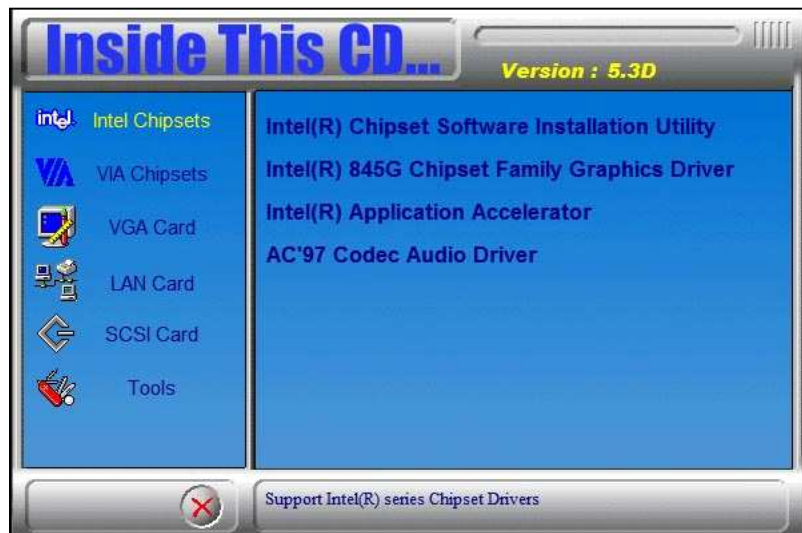 Inside This CD...
Version : 5.3D
intel
Intel Chipsets
VIA
VIA Chipsets
VGA Card
LAN Card
SCSI Card
Tools
Intel(R) Chipset Software Installation Utility
Intel(R) 845G Chipset Family Graphics Driver
Intel(R) Application Accelerator
AC'97 Codec Audio Driver
Support Intel(R) series Chipset Drivers